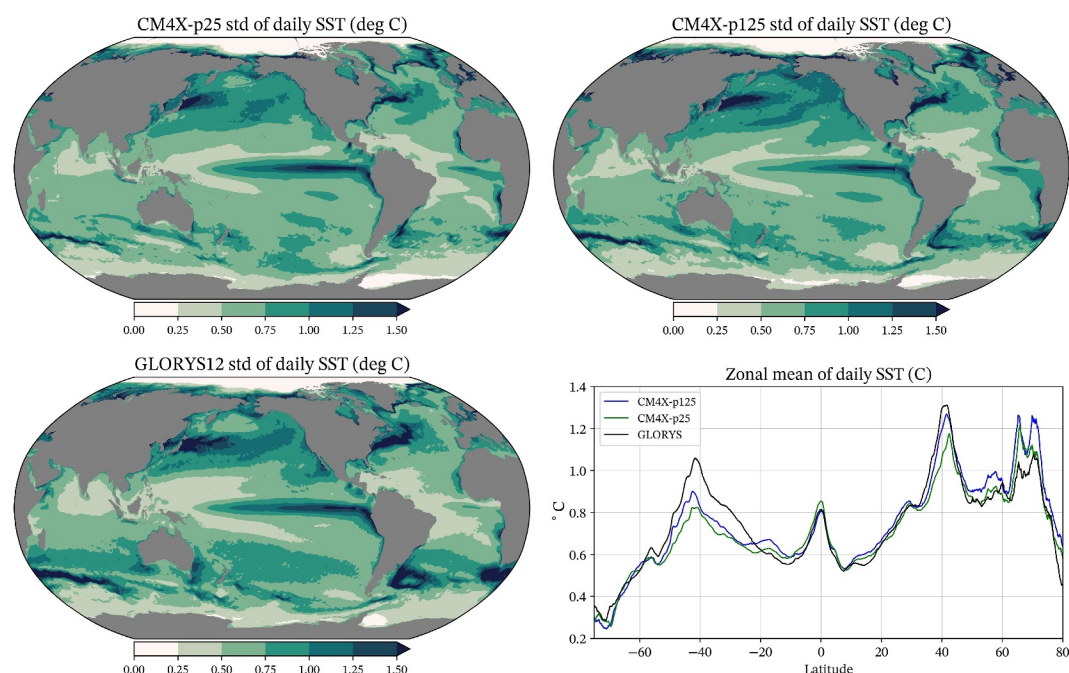 CM4X-p25 std of daily SST (deg C)
CM4X-p125 std of daily SST (deg C)
0.00 0.25 0.50 0.75 1.00 1.25 1.50
0.00 0.25 0.50 0.75 1.00 1.25 1.50
GLORYS12 std of daily SST (deg C)
0.00 0.25 0.50 0.75 1.00 1.25 1.50
Zonal mean of daily SST (C)
CM4X-p125
CM4X-p25
GLORYS
1.4
1.2
1.0
0.8
0.6
0.4
0.2
°C
−60 −40 −20 0 20 40 60 80
Latitude